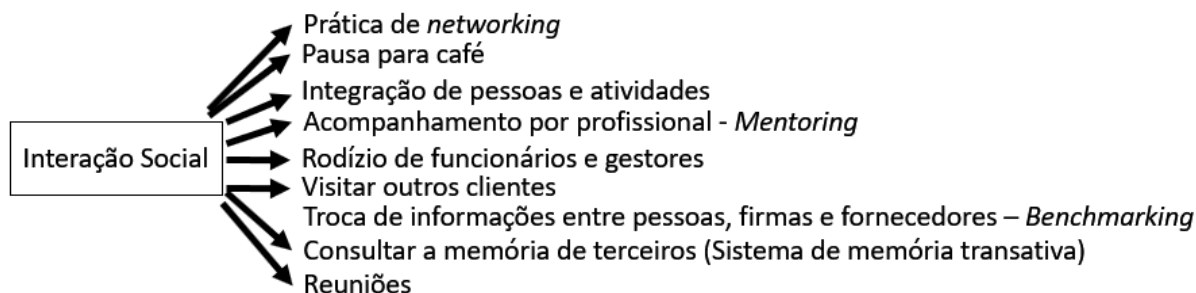 Prática de networking
Pausa para café
Integração de pessoas e atividades
Acompanhamento por profissional - Mentoring
Interação Social
Rodízio de funcionários e gestores
Visitar outros clientes
Troca de informações entre pessoas, firmas e fornecedores – Benchmarking
Consultar a memória de terceiros (Sistema de memória transativa)
Reuniões